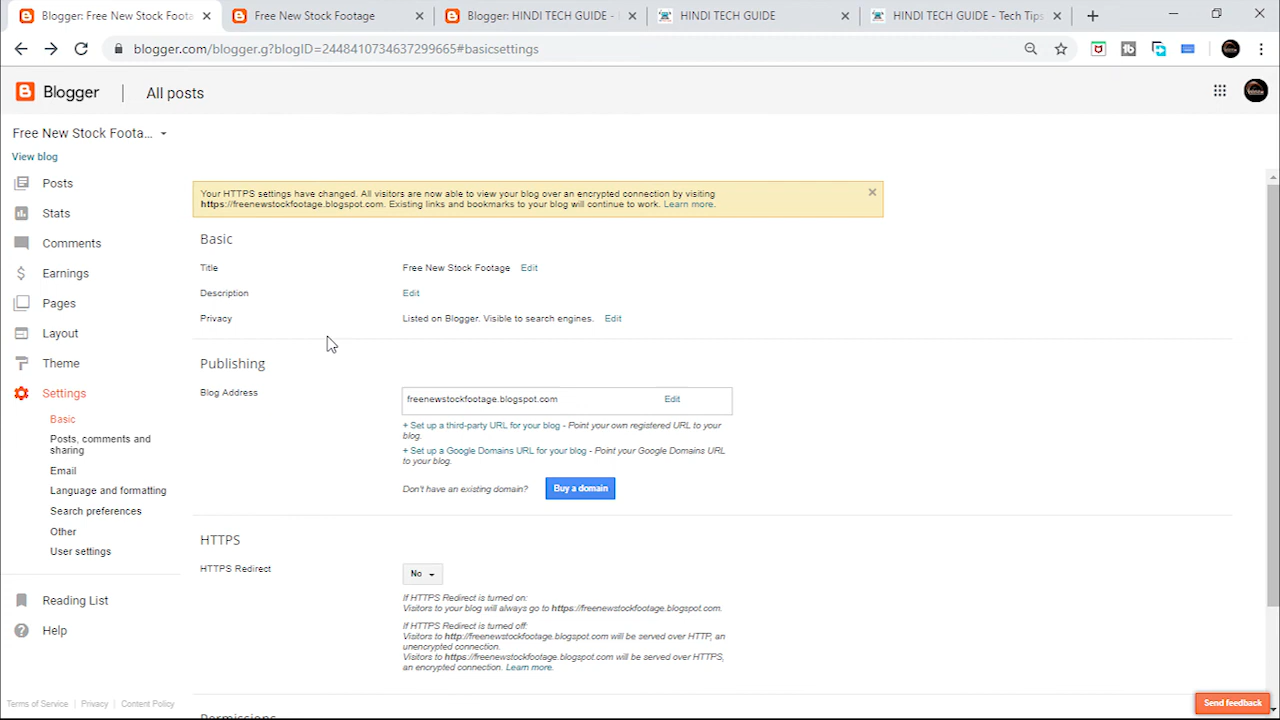 Blogger: Free New Stock Foota
Free New Stock Footage
Blogger: HINDI TECH GUIDE -
HINDI TECH GUIDE
HINDI TECH GUIDE - Tech Tips
blogger.com/blogger.g?blogID=2448410734637299665#basicsettings
Blogger
All posts
Free New Stock Foota...
View blog
Posts
Stats
Comments
Earnings
Pages
Layout
Theme
Settings
Basic
Posts, comments and
sharing
Email
Language and formatting
Search preferences
Other
User settings
Reading List
Help
Terms of Service | Privacy | Content Policy
Your HTTPS settings have changed. All visitors are now able to view your blog over an encrypted connection by visiting
https://freenewstockfootage.blogspot.com. Existing links and bookmarks to your blog will continue to work. Learn more.
Basic
Title Free New Stock Footage Edit
Description Edit
Privacy Listed on Blogger. Visible to search engines. Edit
Publishing
Blog Address freenewstockfootage.blogspot.com Edit
+ Set up a third-party URL for your blog - Point your own registered URL to your
blog.
+ Set up a Google Domains URL for your blog - Point your Google Domains URL
to your blog.
Don't have an existing domain? Buy a domain
HTTPS
HTTPS Redirect No
If HTTPS Redirect is turned on:
Visitors to your blog will always go to https://freenewstockfootage.blogspot.com.
If HTTPS Redirect is turned off:
Visitors to http://freenewstockfootage.blogspot.com will be served over HTTP, an
unencrypted connection.
Visitors to https://freenewstockfootage.blogspot.com will be served over HTTPS,
an encrypted connection. Learn more.
Permissions
Send feedback